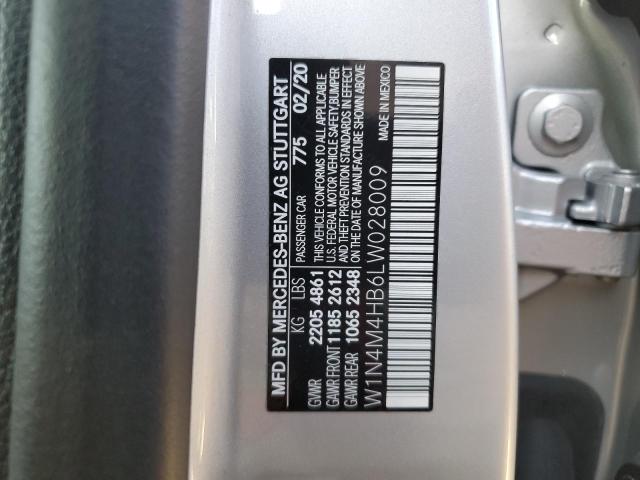 MFD BY MERCEDES-BENZ AG STUTTGART
KG LBS PASSENGER CAR 775 02/20
GVWR 2205 4861 THIS VEHICLE CONFORMS TO ALL APPLICABLE
GAWR FRONT 1185 2612 U.S. FEDERAL MOTOR VEHICLE SAFETY,BUMPER
GAWR REAR 1065 2348 AND THEFT PREVENTION STANDARDS IN EFFECT
ON THE DATE OF MANUFACTURE SHOWN ABOVE
W1N4M4HB6LW028009 MADE IN MEXICO